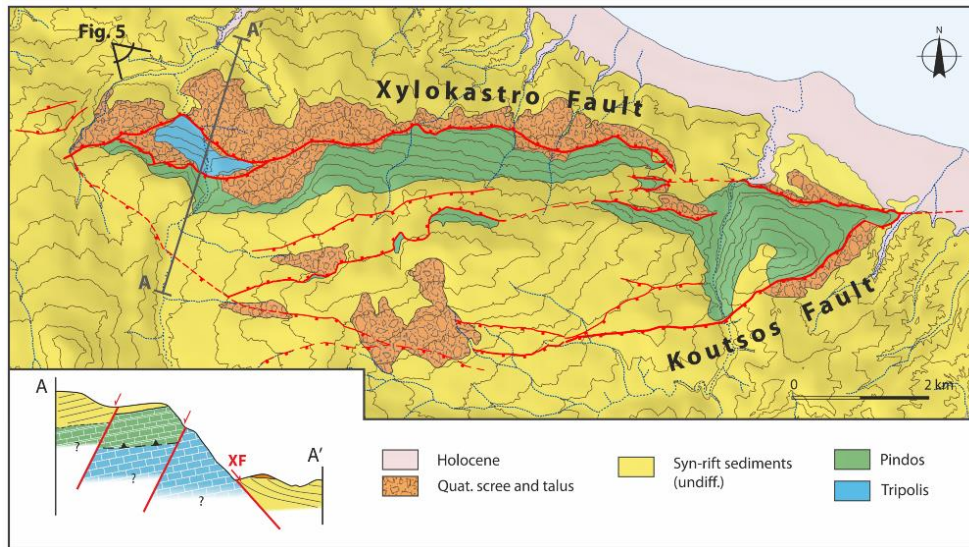 Fig. 5
A'
N
Xylokastro Fault
A
Koutsos Fault
0 2 km
A
?
?
?
XF
A'
Holocene
Quat. scree and talus
Syn-rift sediments
(undiff.)
Pindos
Tripolis